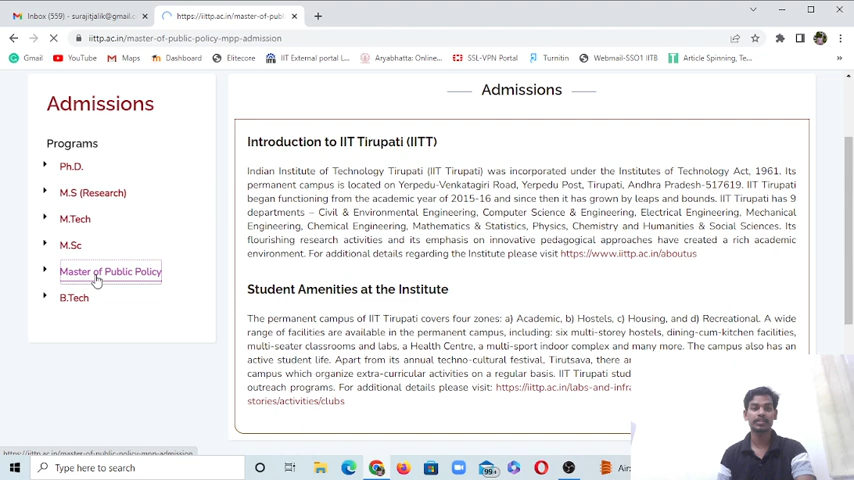 Inbox (559) - surajitjalik@gmail.c
https://iittp.ac.in/master-of-publ
iittp.ac.in/master-of-public-policy-mpp-admission
Gmail
YouTube
Maps
Dashboard
Elitecore
IIT External portal l...
Aryabhatta: Online...
SSL-VPN Portal
Turnitin
Webmail-SSO1 IITB
Article Spinning, Te...
»
Admissions
Programs
Ph.D.
M.S (Research)
M.Tech
M.Sc
Master of Public Policy
B.Tech
Admissions
Introduction to IIT Tirupati (IITT)
Indian Institute of Technology Tirupati (IIT Tirupati) was incorporated under the Institutes of Technology Act, 1961. Its
permanent campus is located on Yerpedu-Venkatagiri Road, Yerpedu Post, Tirupati, Andhra Pradesh-517619. IIT Tirupati
began functioning from the academic year of 2015-16 and since then it has grown by leaps and bounds. IIT Tirupati has 9
departments – Civil & Environmental Engineering, Computer Science & Engineering, Electrical Engineering, Mechanical
Engineering, Chemical Engineering, Mathematics & Statistics, Physics, Chemistry and Humanities & Social Sciences. Its
flourishing research activities and its emphasis on innovative pedagogical approaches have created a rich academic
environment. For additional details regarding the Institute please visit https://www.iittp.ac.in/aboutus
Student Amenities at the Institute
The permanent campus of IIT Tirupati covers four zones: a) Academic, b) Hostels, c) Housing, and d) Recreational. A wide
range of facilities are available in the permanent campus, including: six multi-storey hostels, dining-cum-kitchen facilities,
multi-seater classrooms and labs, a Health Centre, a multi-sport indoor complex and many more. The campus also has an
active student life. Apart from its annual techno-cultural festival, Tirutsava, there ar
campus which organize extra-curricular activities on a regular basis. IIT Tirupati stud
outreach programs. For additional details please visit: https://iittp.ac.in/labs-and-infra
stories/activities/clubs
https://iittp.ac.in/master-of-public-policy-mpp-admission
Type here to search
99+
Air: